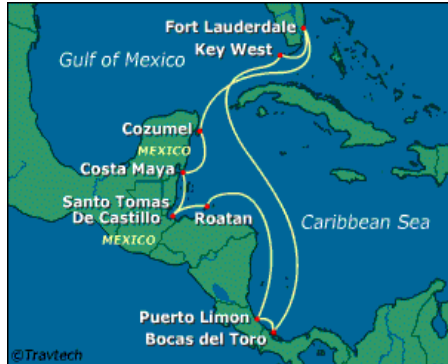 Fort Lauderdale
Key West
Gulf of Mexico
Cozumel
MEXICO
Costa Maya
Santo Tomas
De Castillo
Roatan
Caribbean Sea
MEXICO
Puerto Limon
Bocas del Toro
©Travtech